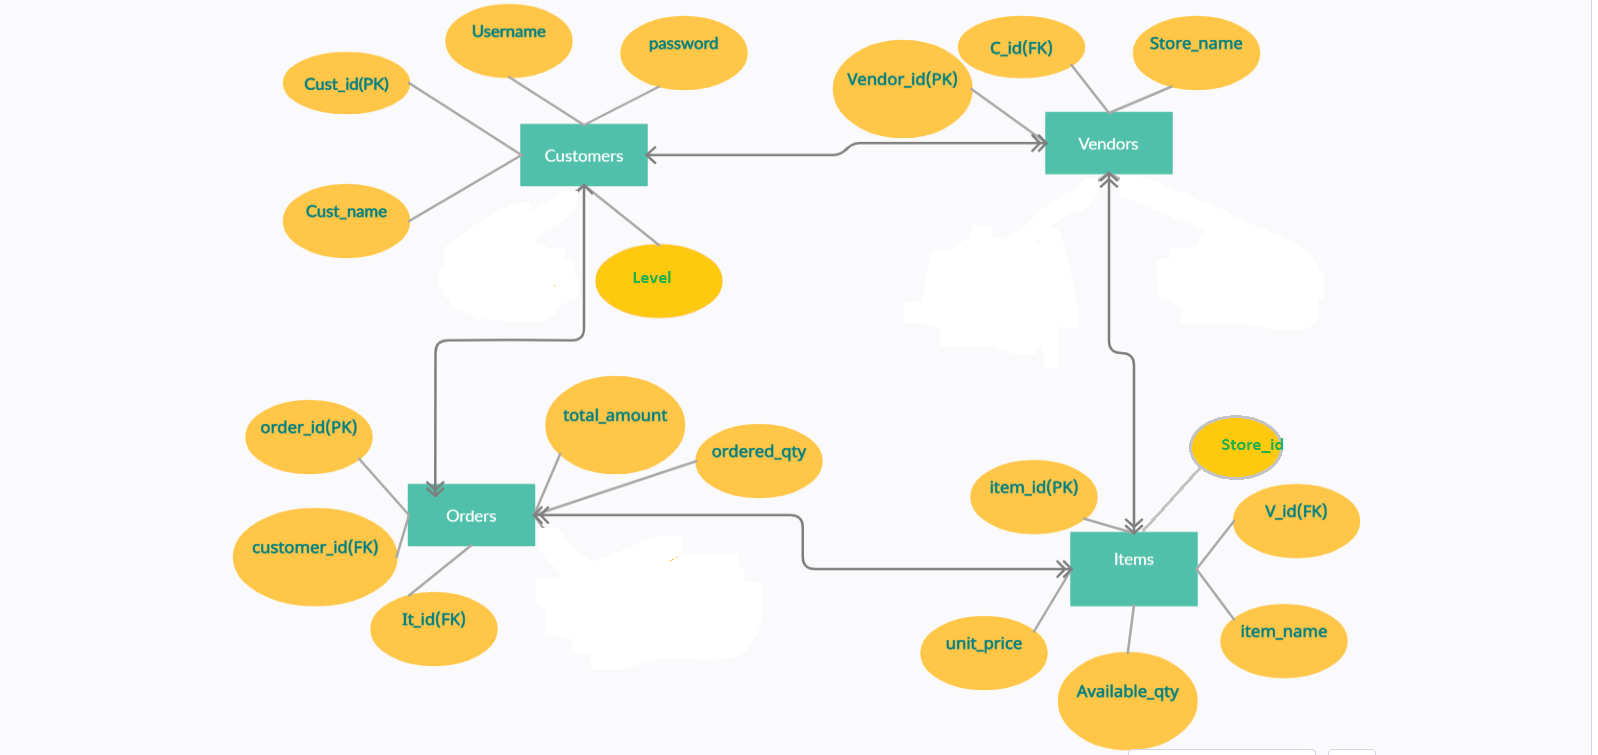 Username
password
C_id(FK)
Store_name
Cust_id(PK)
Vendor_id(PK)
Customers
Vendors
Cust_name
Level
order_id(PK)
total_amount
ordered_qty
Store_id
item_id(PK)
V_id(FK)
Orders
customer_id(FK)
Items
It_id(FK)
unit_price
item_name
Available_qty